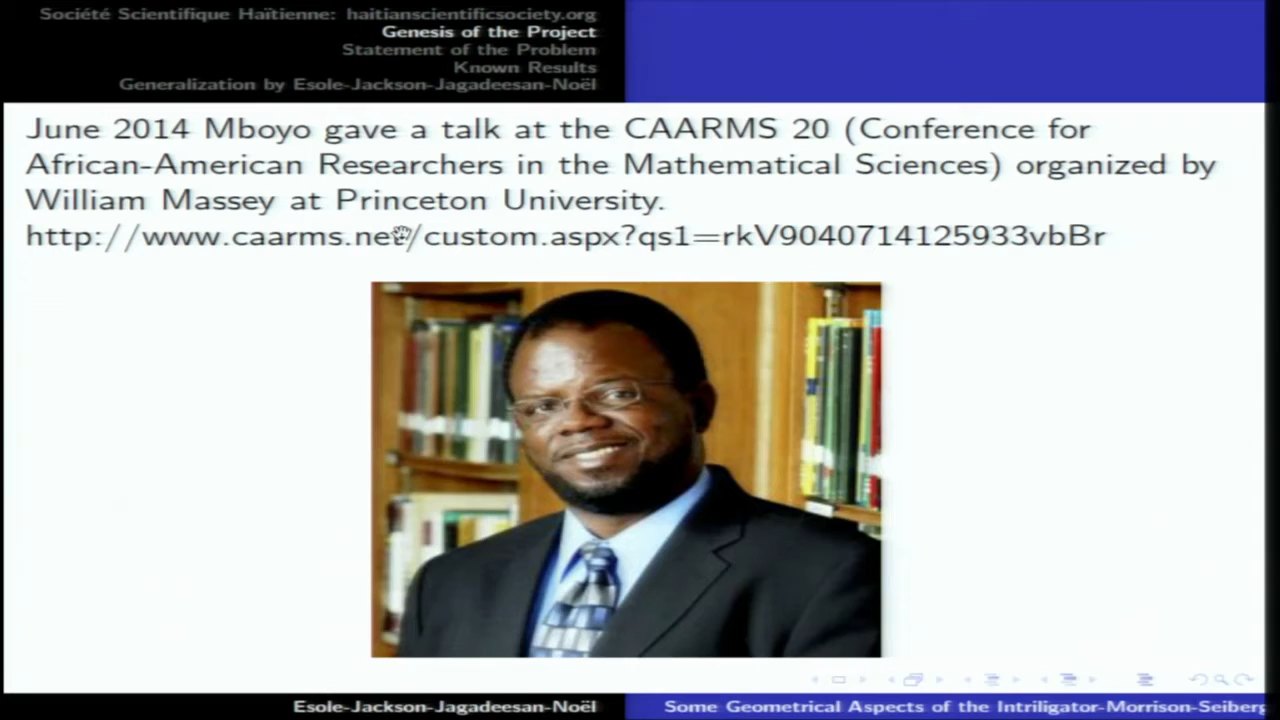 Société Scientifique Haïtienne: haitianscientificsociety.org
Genesis of the Project
Statement of the Problem
Known Results
Generalization by Esole-Jackson-Jagadeesan-Noël
June 2014 Mboyo gave a talk at the CAARMS 20 (Conference for
African-American Researchers in the Mathematical Sciences) organized by
William Massey at Princeton University.
http://www.caarms.net/custom.aspx?qs1=rkV9040714125933vbBr
Esole-Jackson-Jagadeesan-Noël
Some Geometrical Aspects of the Intriligator-Morrison-Seiberg